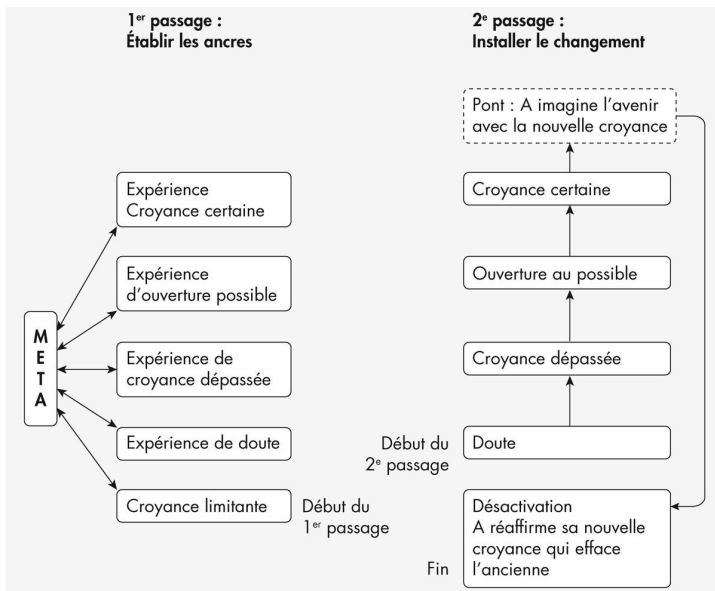 1er passage :
Établir les ancres
Expérience
Croyance certaine
Expérience
d'ouverture possible
META
Expérience de
croyance dépassée
Expérience de doute
Croyance limitante
Début du
1er passage
2e passage :
Installer le changement
Pont : A imagine l'avenir
avec la nouvelle croyance
Croyance certaine
Ouverture au possible
Croyance dépassée
Début du
2e passage
Doute
Désactivation
A réaffirme sa nouvelle
croyance qui efface
l'ancienne
Fin